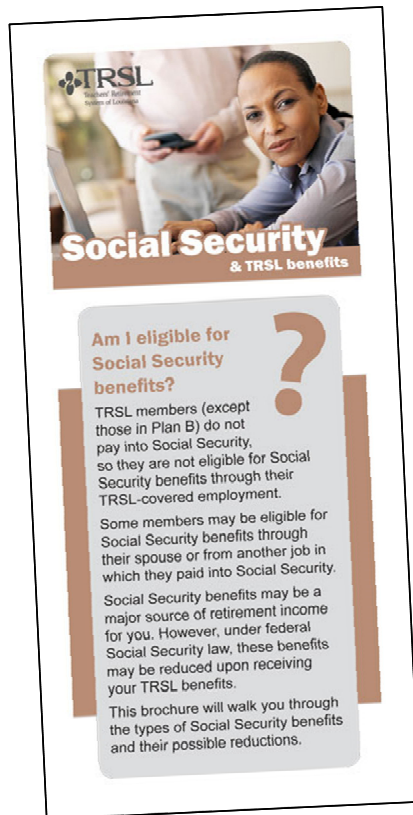 TRSL
Teachers' Retirement
System of Louisiana
Social Security
& TRSL benefits
Am I eligible for
Social Security
benefits?
?
TRSL members (except
those in Plan B) do not
pay into Social Security,
so they are not eligible for Social
Security benefits through their
TRSL-covered employment.
Some members may be eligible for
Social Security benefits through
their spouse or from another job in
which they paid into Social Security.
Social Security benefits may be a
major source of retirement income
for you. However, under federal
Social Security law, these benefits
may be reduced upon receiving
your TRSL benefits.
This brochure will walk you through
the types of Social Security benefits
and their possible reductions.